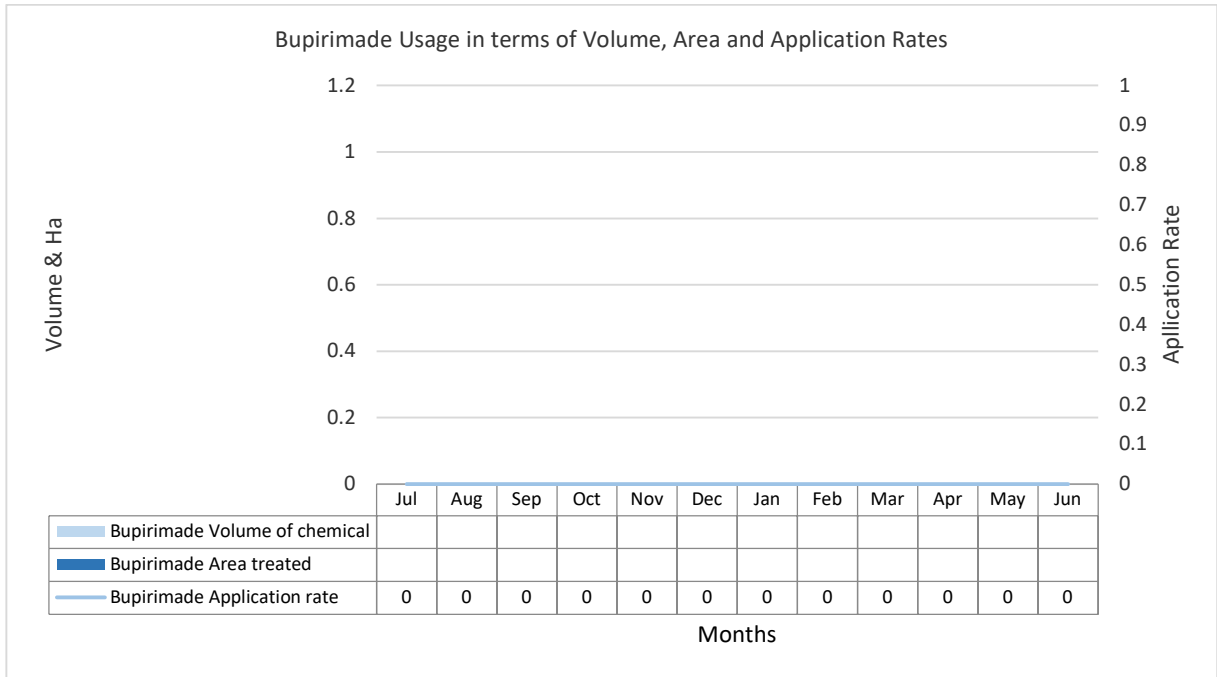 Bupirimade Usage in terms of Volume, Area and Application Rates
Volume & Ha
1.2
1
0.8
0.6
0.4
0.2
0
1
0.9
0.8
0.7
0.6
0.5
0.4
0.3
0.2
0.1
0
Apllication Rate
Jul Aug Sep Oct Nov Dec Jan Feb Mar Apr May Jun
Bupirimade Volume of chemical
Bupirimade Area treated
Bupirimade Application rate 0 0 0 0 0 0 0 0 0 0 0 0
Months